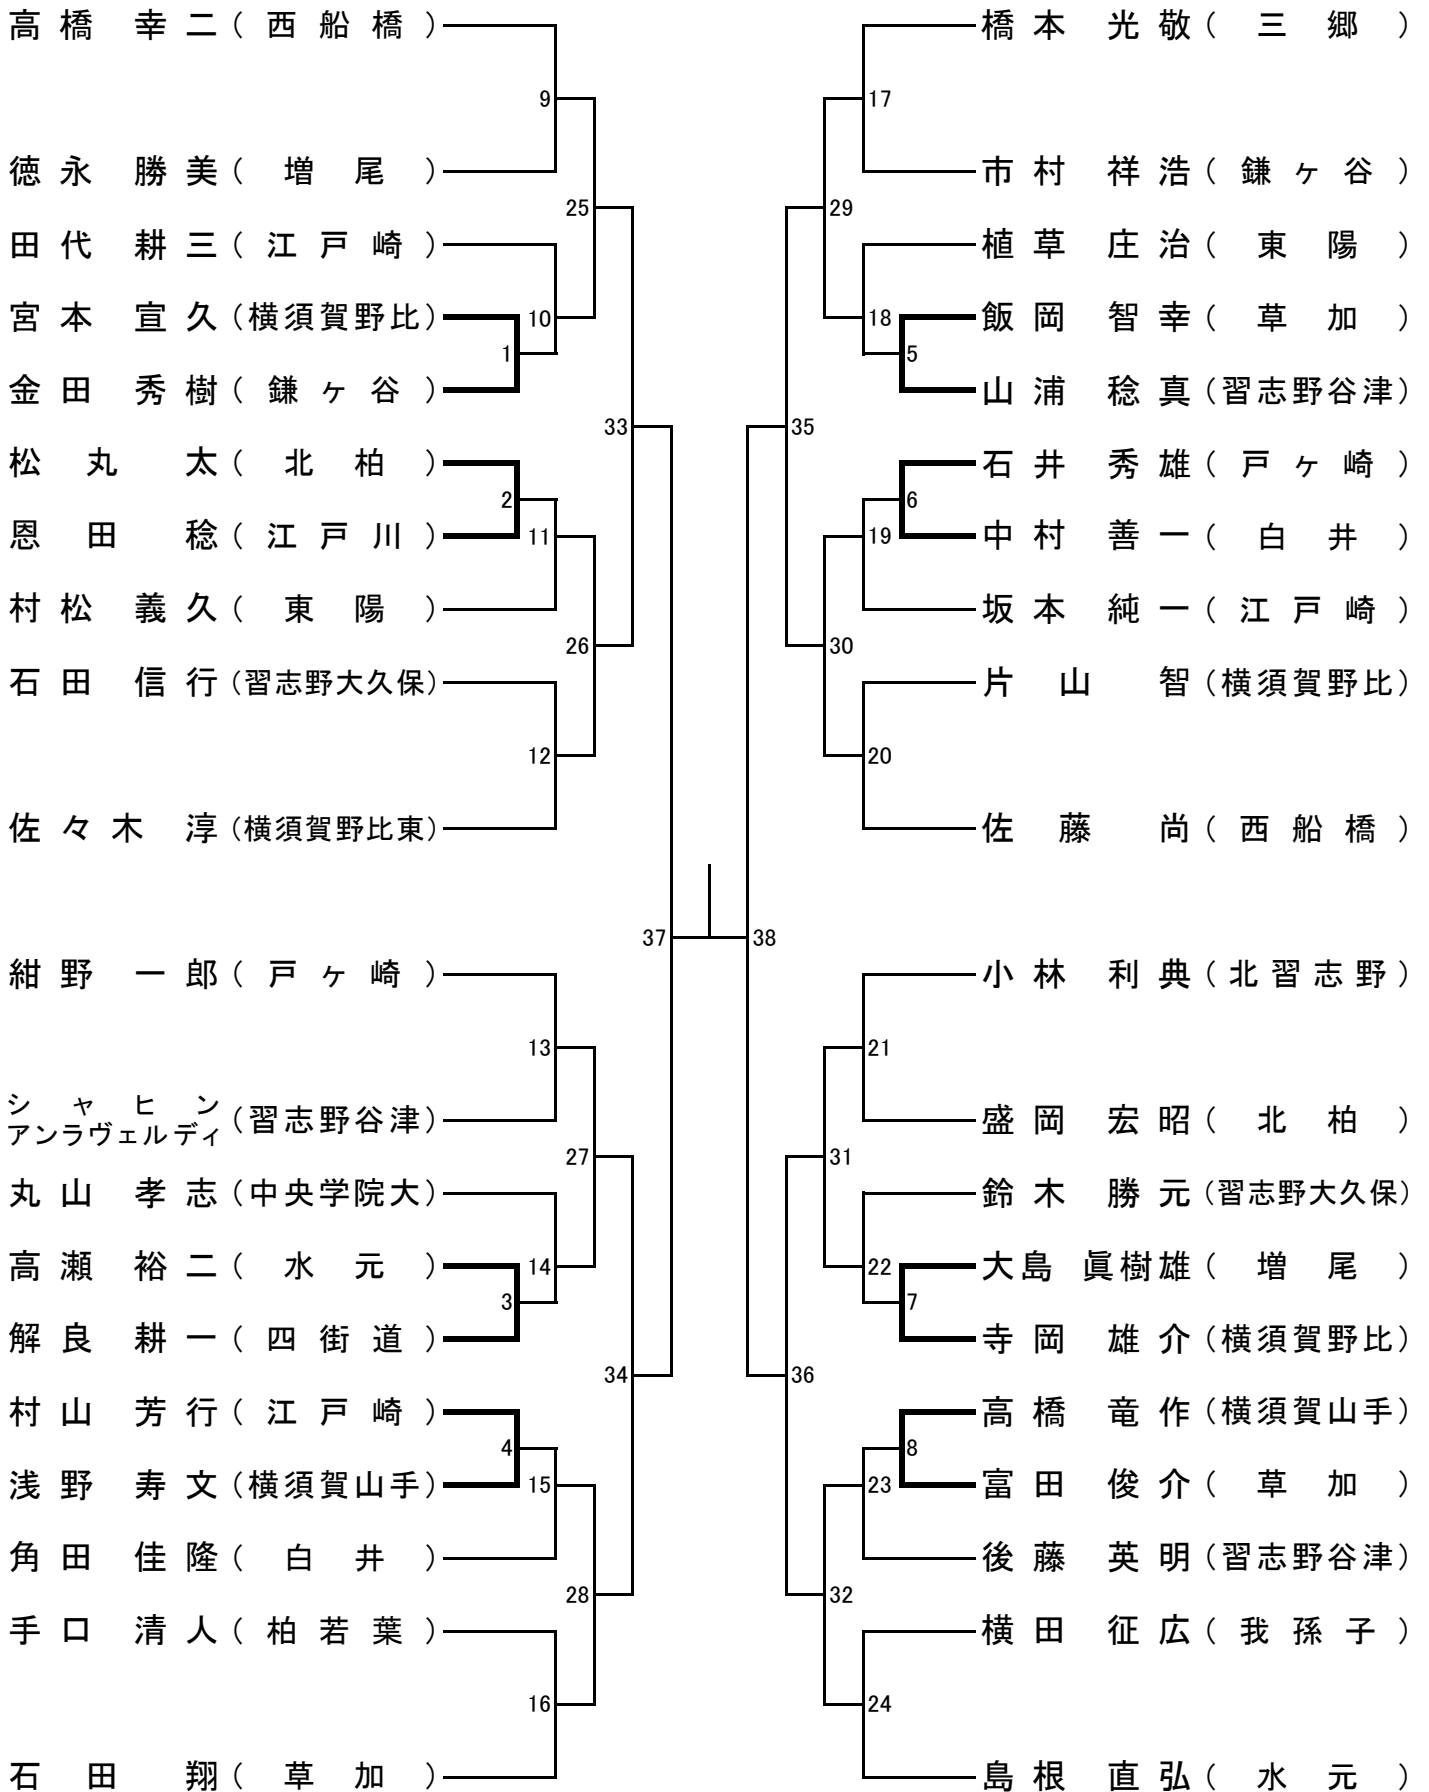 高橋 幸二（西船橋）
9
徳永 勝美（増尾）
25
田代 耕三（江戸崎）
宮本 宣久（横須賀野比）
10
1
金田 秀樹（鎌ヶ谷）
33
松丸 太（北柏）
2
恩田 稔（江戸川）
11
村松 義久（東陽）
26
石田 信行（習志野大久保）
12
佐々木 淳（横須賀野比東）
37
紺野 一郎（戸ヶ崎）
13
シャヒン
アンラヴェルディ（習志野谷津）
27
丸山 孝志（中央学院大）
高瀬 裕二（水元）
14
3
解良 耕一（四街道）
34
村山 芳行（江戸崎）
4
浅野 寿文（横須賀山手）
15
角田 佳隆（白井）
28
手口 清人（柏若葉）
16
石田 翔（草加）
橋本 光敬（三郷）
17
市村 祥浩（鎌ヶ谷）
29
植草 庄治（東陽）
18
飯岡 智幸（草加）
5
山浦 稔真（習志野谷津）
35
石井 秀雄（戸ヶ崎）
6
19
中村 善一（白井）
坂本 純一（江戸崎）
30
片山 智（横須賀野比）
20
佐藤 尚（西船橋）
38
小林 利典（北習志野）
21
盛岡 宏昭（北柏）
31
鈴木 勝元（習志野大久保）
22
大島 眞樹雄（増尾）
7
寺岡 雄介（横須賀野比）
36
高橋 竜作（横須賀山手）
8
23
富田 俊介（草加）
後藤 英明（習志野谷津）
32
横田 征広（我孫子）
24
島根 直弘（水元）